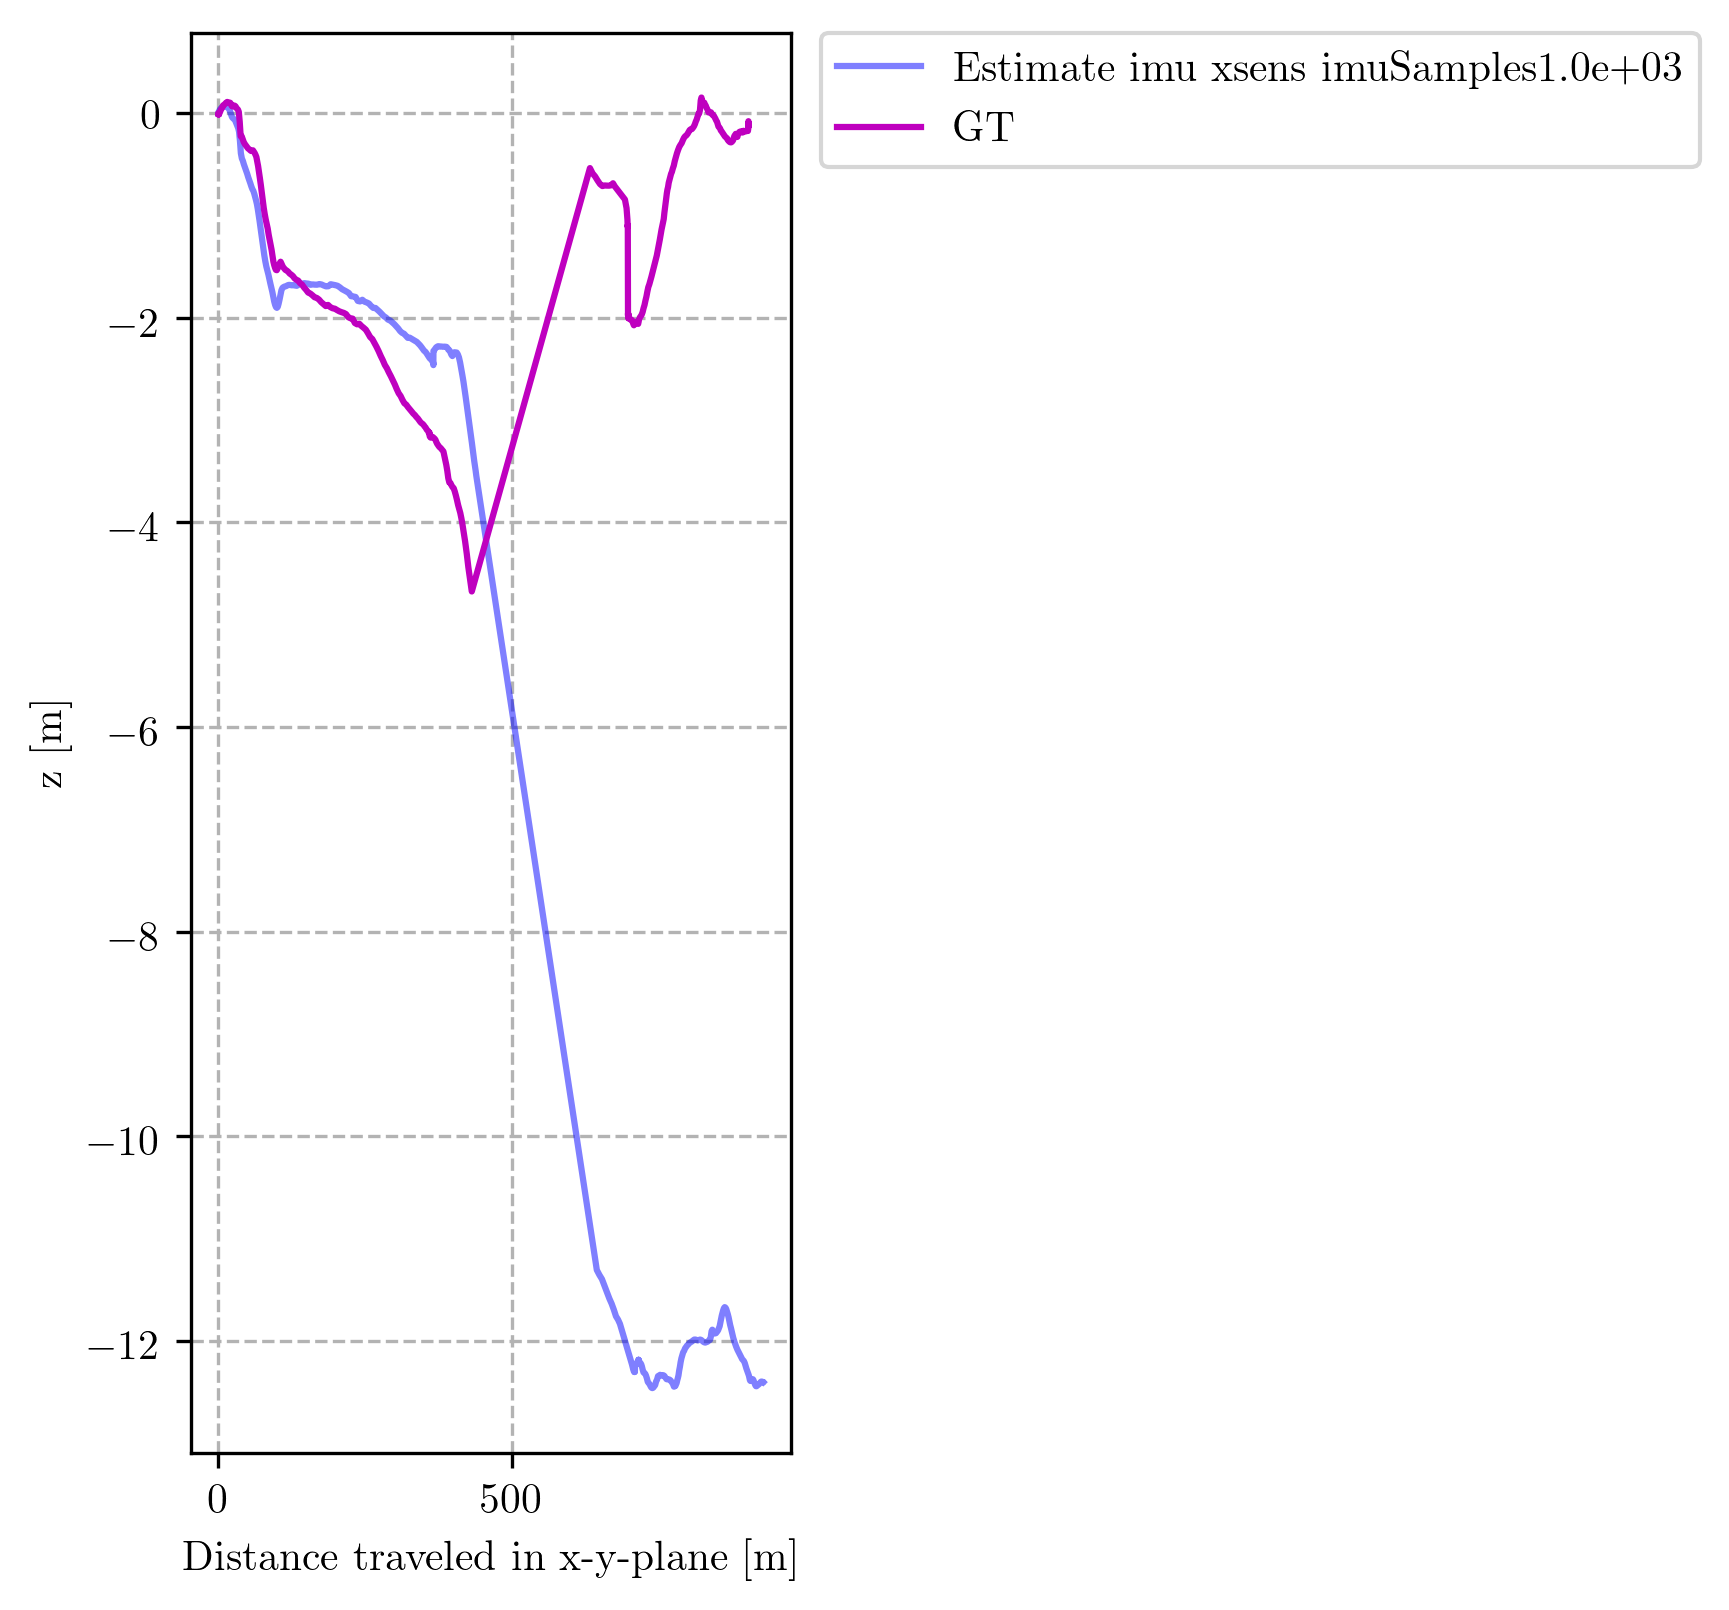 Estimate imu xsens imuSamples1.0e+03
GT
0
−2
−4
−6
−8
−10
−12
z [m]
0 500
Distance traveled in x-y-plane [m]